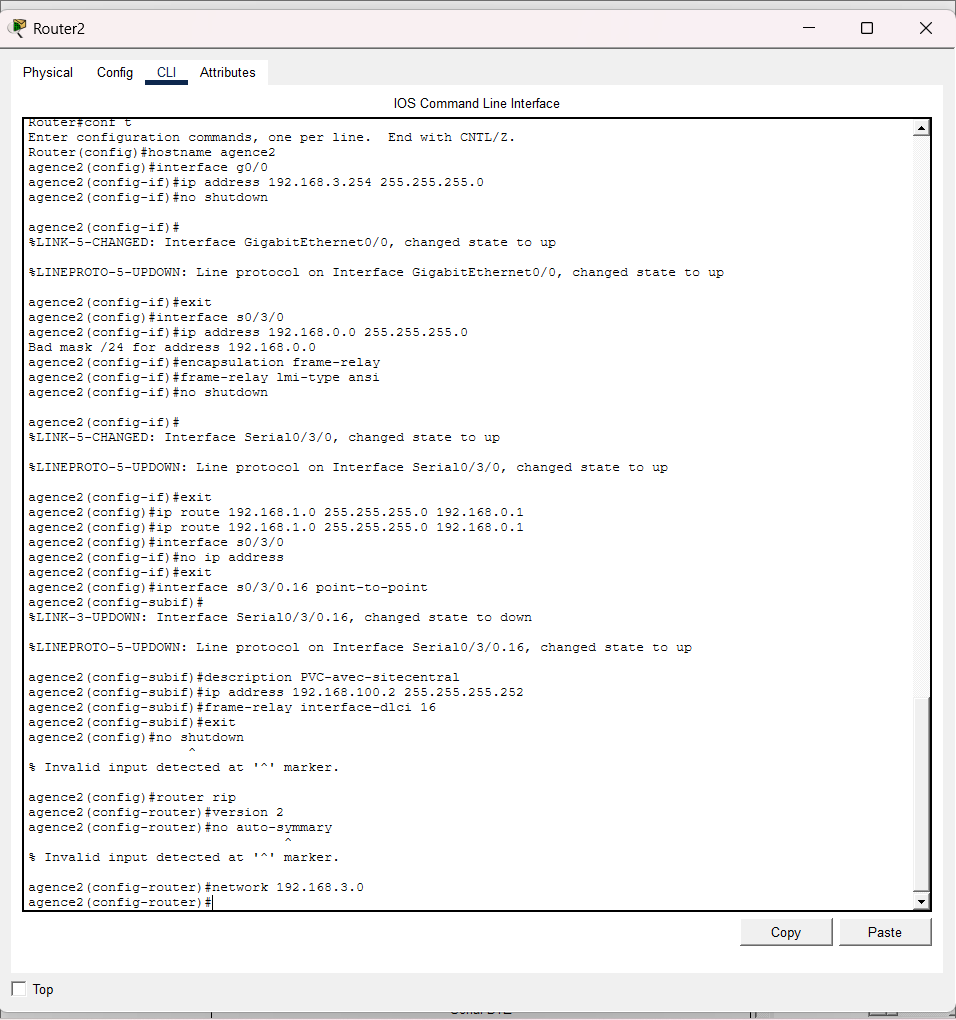 Router2
Physical Config CLI Attributes
IOS Command Line Interface
Router#conf t
Enter configuration commands, one per line.  End with CNTL/Z.
Router(config)#hostname agence2
agence2(config)#interface g0/0
agence2(config-if)#ip address 192.168.3.254 255.255.255.0
agence2(config-if)#no shutdown
agence2(config-if)#
%LINK-5-CHANGED: Interface GigabitEthernet0/0, changed state to up
%LINEPROTO-5-UPDOWN: Line protocol on Interface GigabitEthernet0/0, changed state to up
agence2(config-if)#exit
agence2(config)#interface s0/3/0
agence2(config-if)#ip address 192.168.0.0 255.255.255.0
Bad mask /24 for address 192.168.0.0
agence2(config-if)#encapsulation frame-relay
agence2(config-if)#frame-relay lmi-type ansi
agence2(config-if)#no shutdown
agence2(config-if)#
%LINK-5-CHANGED: Interface Serial0/3/0, changed state to up
%LINEPROTO-5-UPDOWN: Line protocol on Interface Serial0/3/0, changed state to up
agence2(config-if)#exit
agence2(config)#ip route 192.168.1.0 255.255.255.0 192.168.0.1
agence2(config)#ip route 192.168.1.0 255.255.255.0 192.168.0.1
agence2(config)#interface s0/3/0
agence2(config-if)#no ip address
agence2(config-if)#exit
agence2(config)#interface s0/3/0.16 point-to-point
agence2(config-subif)#
%LINK-3-UPDOWN: Interface Serial0/3/0.16, changed state to down
%LINEPROTO-5-UPDOWN: Line protocol on Interface Serial0/3/0.16, changed state to up
agence2(config-subif)#description PVC-avec-sitecentral
agence2(config-subif)#ip address 192.168.100.2 255.255.255.252
agence2(config-subif)#frame-relay interface-dlci 16
agence2(config-subif)#exit
agence2(config)#no shutdown
^
% Invalid input detected at '^' marker.
agence2(config)#router rip
agence2(config-router)#version 2
agence2(config-router)#no auto-symmary
^
% Invalid input detected at '^' marker.
agence2(config-router)#network 192.168.3.0
agence2(config-router)#
Copy Paste
Top